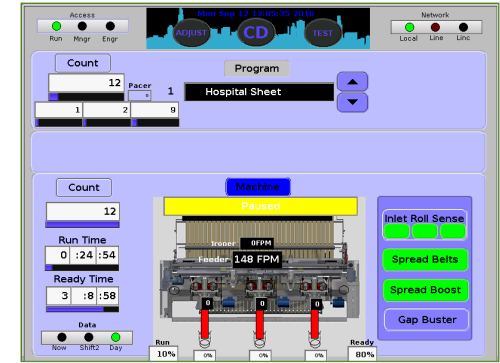 Access
Run Mngr Engr
Mon Sep 12 13:05:35 2016
ADJUST CD TEST
Network
Local Line Linc
Count
12
Pacer
0
1
1 2 9
Program
Hospital Sheet
Count
12
Run Time
0 :24 :54
Ready Time
3 :8 :58
Data
Now Shift2 Day
Machine
Paused
Ironer 0FPM
Feeder 148 FPM
0 0 0
Run
10%
0% 0% 0%
Ready
80%
Inlet Roll Sense
Spread Belts
Spread Boost
Gap Buster